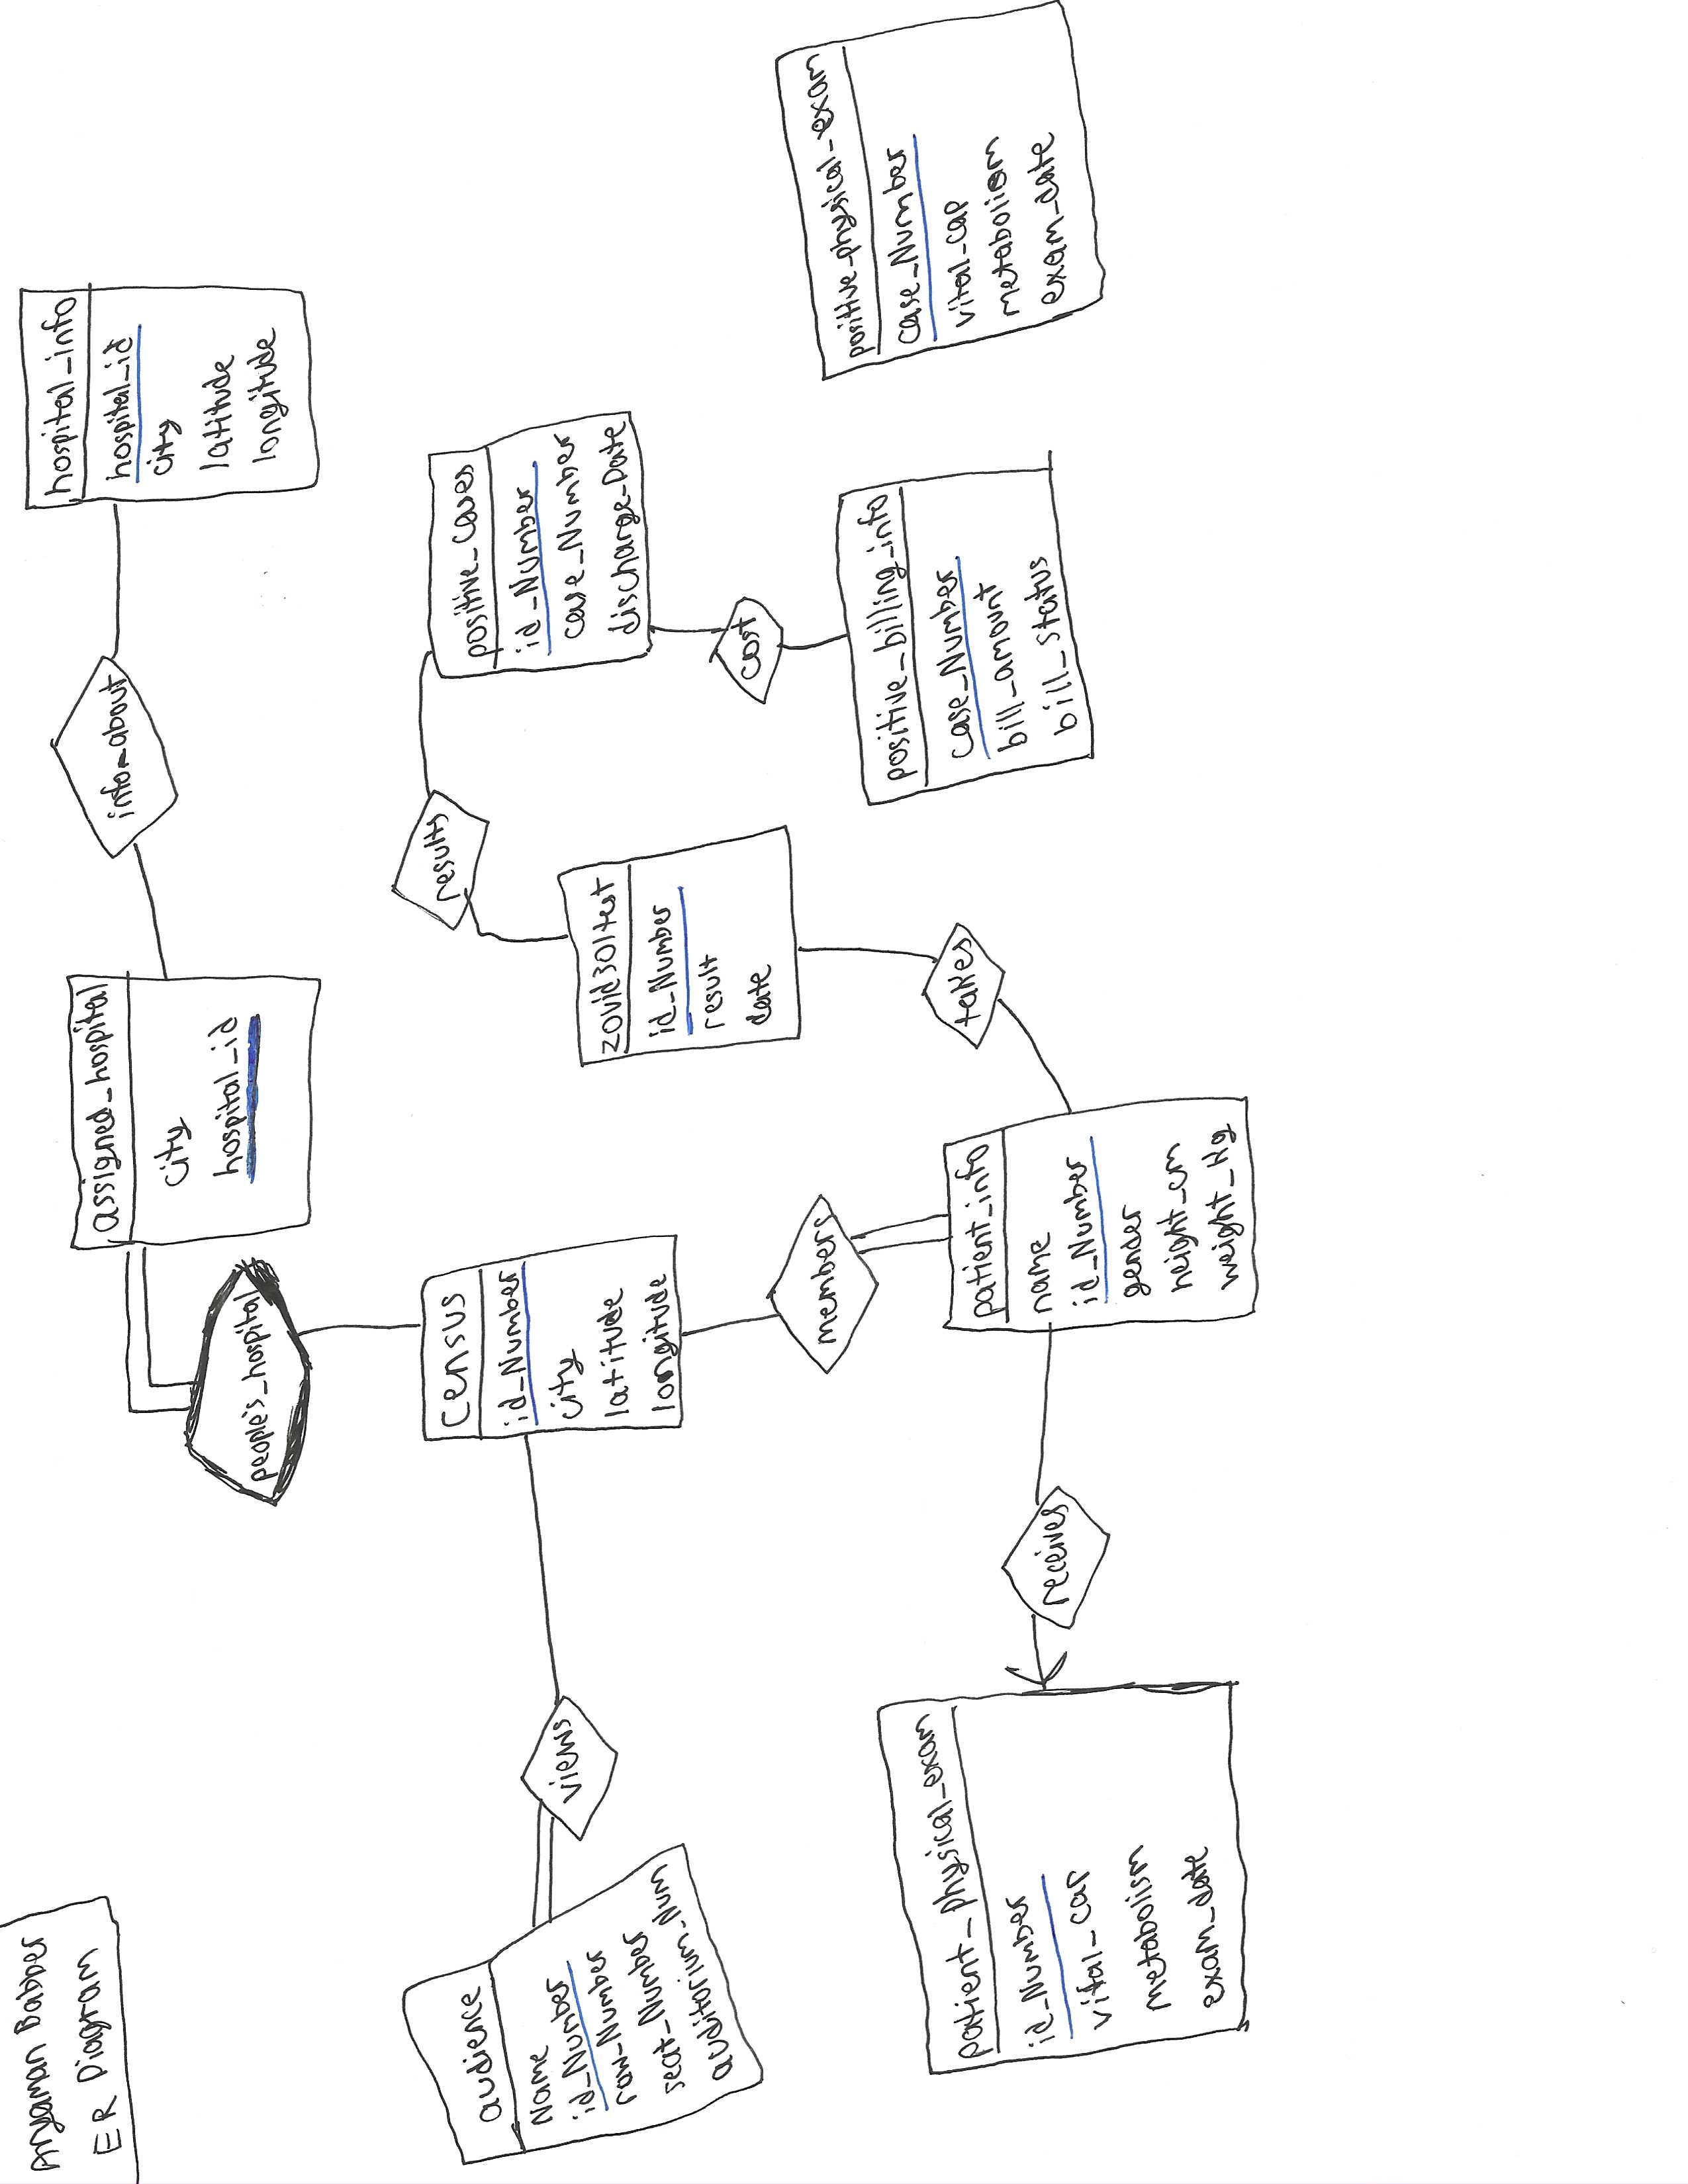 Pryaman Babber
ER Diagram
audience
Name
id_Number
row_Number
seat_Number
auditorium_Num
views
patient_physical_exam
id_Number
vital_cap
metabolism
exam_date
receives
people's_hospital
census
id_Number
city
latitude
longitude
members
patient_info
name
id_Number
gender
height_cm
weight_kg
assigned_hospital
city
hospital_id
takes
zovid301test
id_Number
result
date
info_about
results
hospital_info
hospital_id
city
latitude
longitude
positive_cases
id_Number
case_Number
discharge_Date
cost
positive_billing_info
case_Number
bill_amount
bill_status
positive_physical_exam
case_Number
vital_cap
metabolism
exam_date